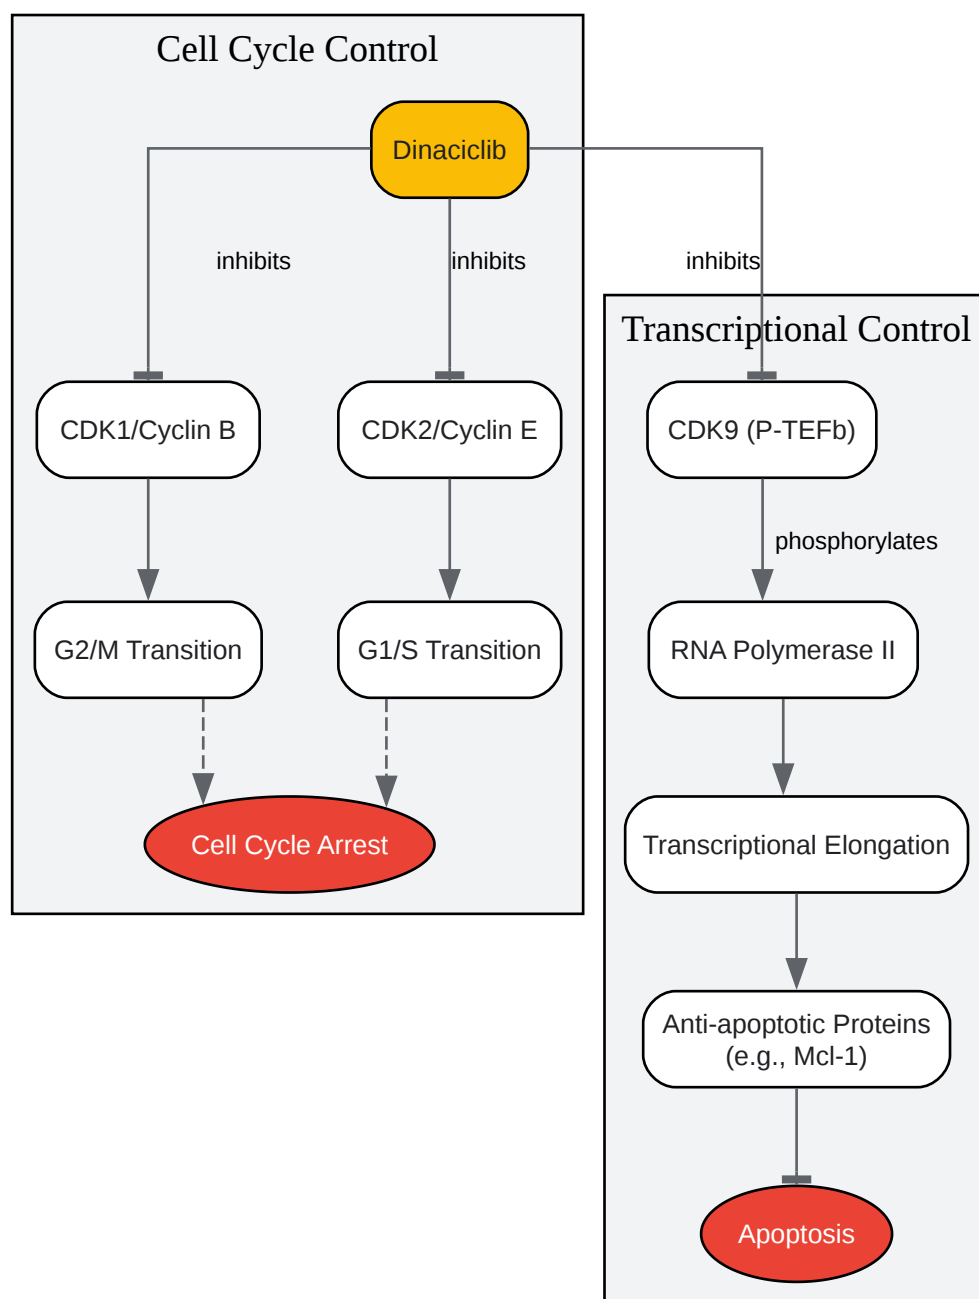 Cell Cycle Control
Dinaciclib
inhibits
inhibits
inhibits
Transcriptional Control
CDK1/Cyclin B
CDK2/Cyclin E
CDK9 (P-TEFb)
phosphorylates
G2/M Transition
G1/S Transition
RNA Polymerase II
Cell Cycle Arrest
Transcriptional Elongation
Anti-apoptotic Proteins
(e.g., Mcl-1)
Apoptosis